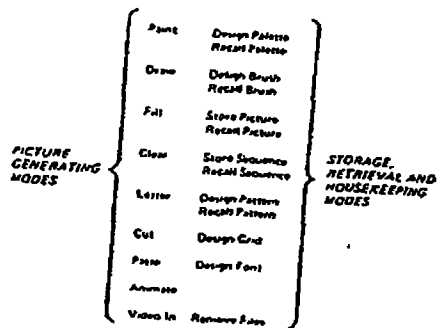 Paint Design Palette
Recall Palette
Draw Design Brush
Recall Brush
Fill Store Picture
Recall Picture
PICTURE
GENERATING
MODES
Clear Store Sequence
Recall Sequence
STORAGE,
RETRIEVAL AND
HOUSEKEEPING
MODES
Letter Design Pattern
Recall Pattern
Cut Design Grid
Paste Design Font
Animate
Video In Rename Files